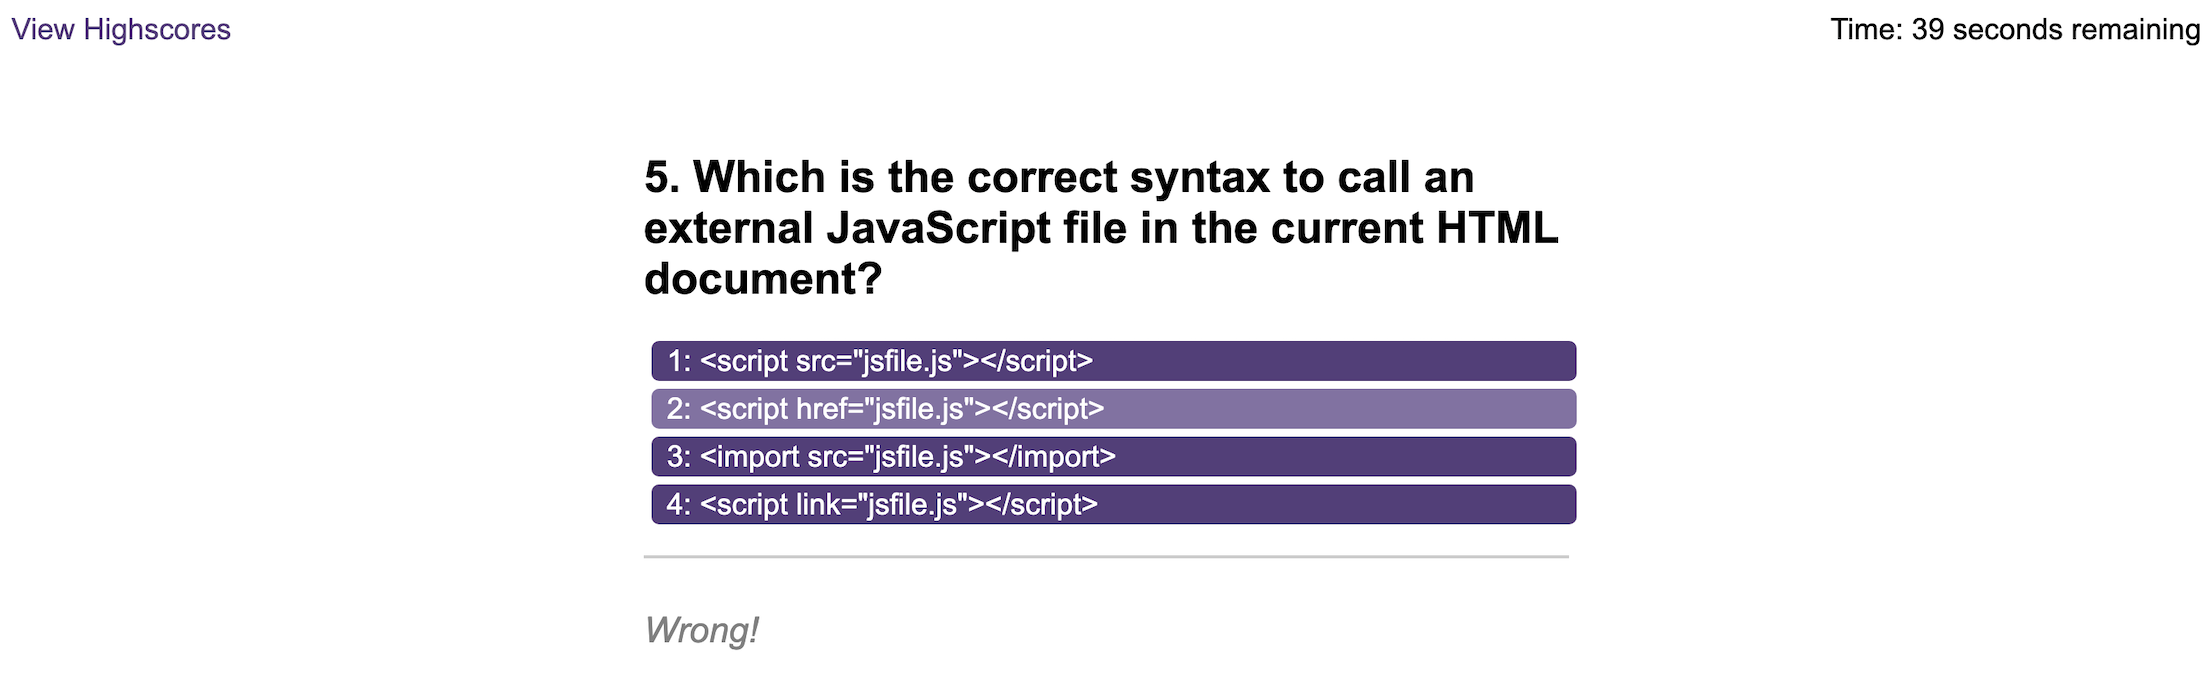 View Highscores
Time: 39 seconds remaining
5. Which is the correct syntax to call an
external JavaScript file in the current HTML
document?
1: <script src="jsfile.js"></script>
2: <script href="jsfile.js"></script>
3: <import src="jsfile.js"></import>
4: <script link="jsfile.js"></script>
Wrong!